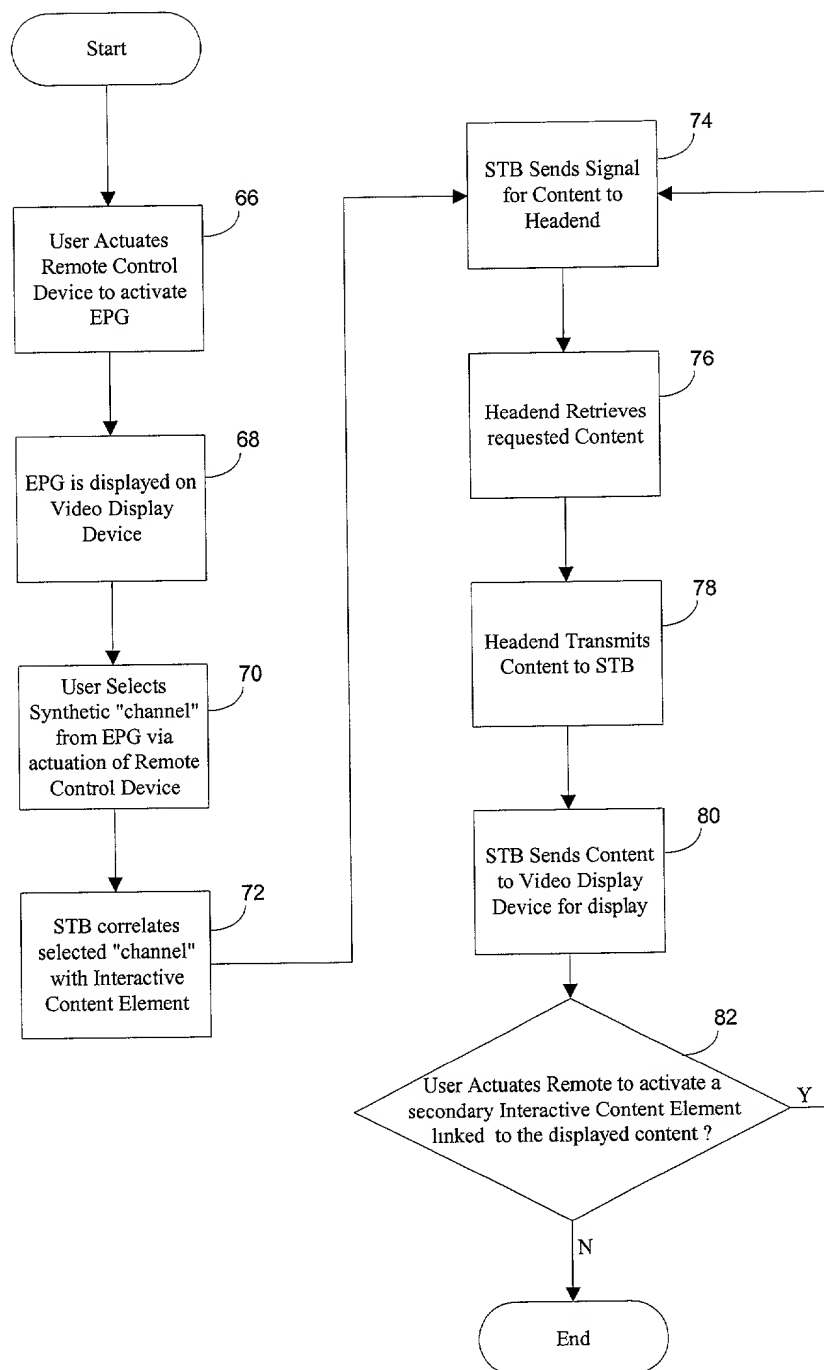 Start
66
User Actuates
Remote Control
Device to activate
EPG
68
EPG is displayed on
Video Display
Device
70
User Selects
Synthetic "channel"
from EPG via
actuation of Remote
Control Device
72
STB correlates
selected "channel"
with Interactive
Content Element
74
STB Sends Signal
for Content to
Headend
76
Headend Retrieves
requested Content
78
Headend Transmits
Content to STB
80
STB Sends Content
to Video Display
Device for display
82
User Actuates Remote to activate a
secondary Interactive Content Element
linked to the displayed content ?
Y
N
End